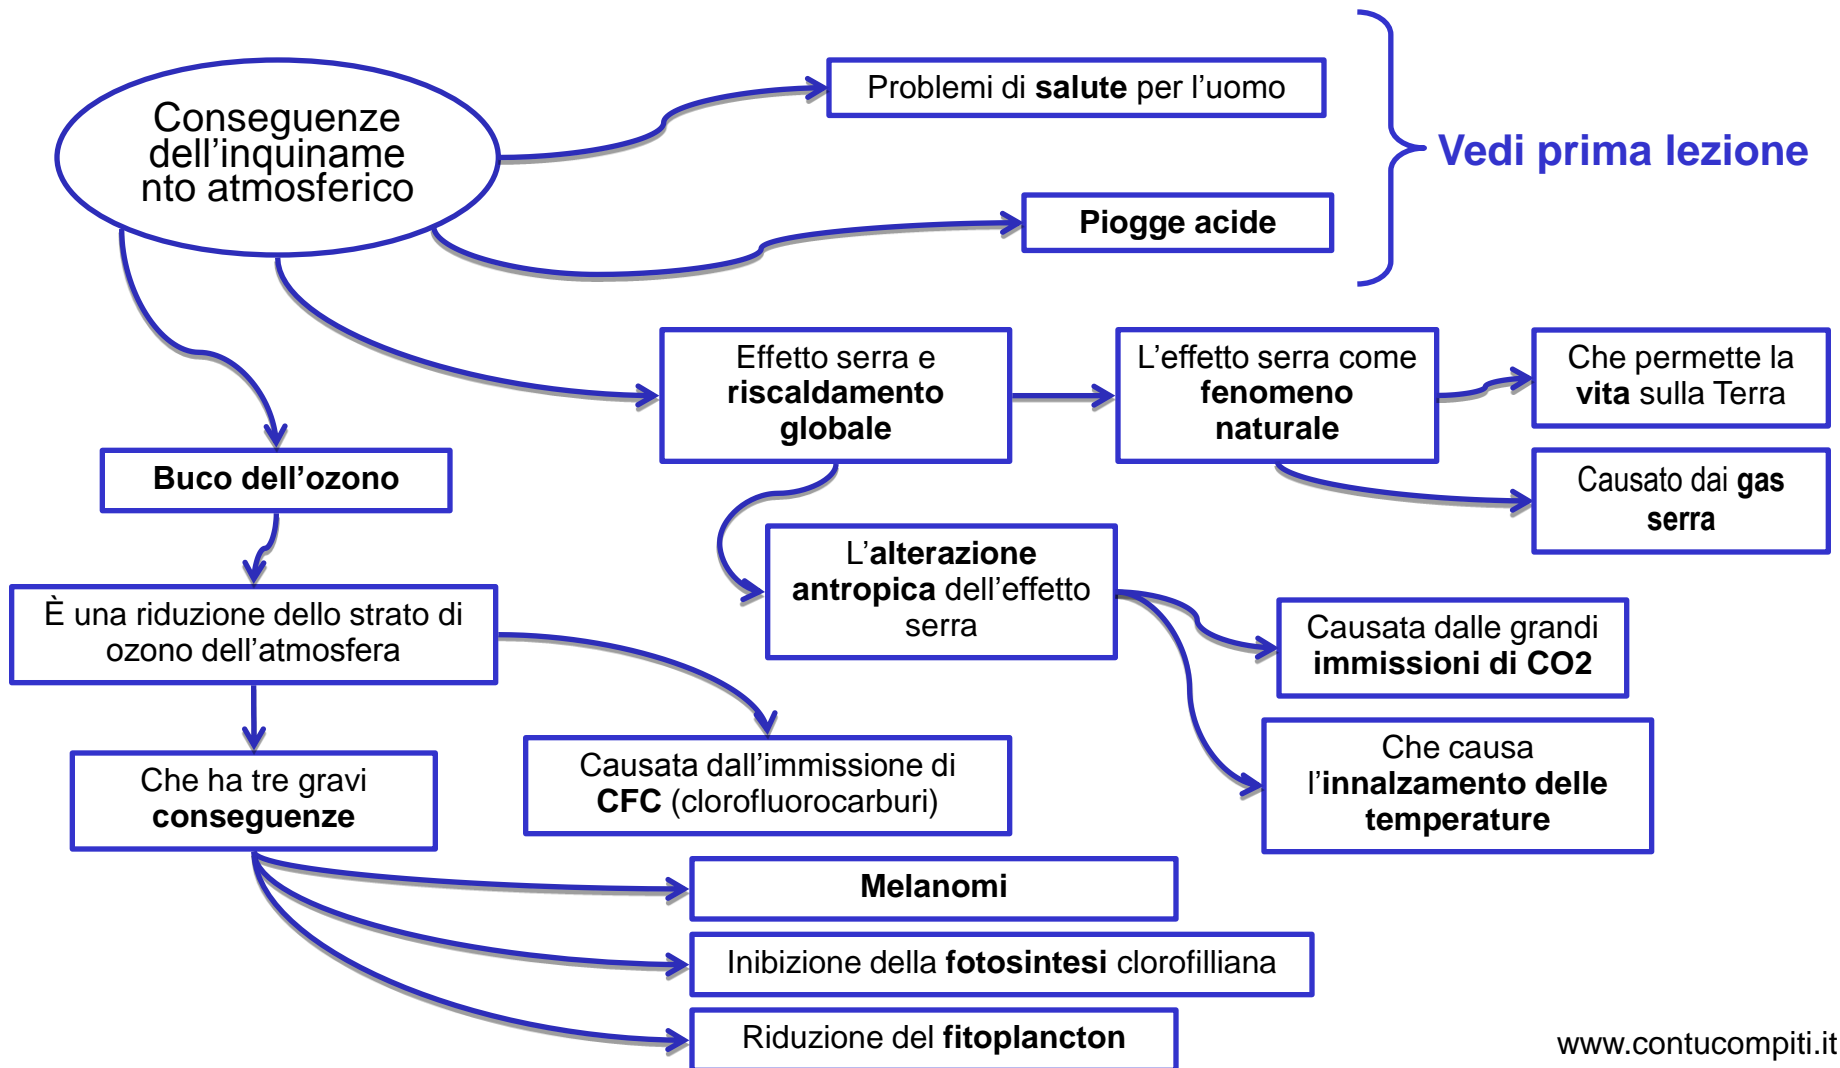 Conseguenze
dell’inquiname
nto atmosferico
Problemi di salute per l’uomo
Piogge acide
Vedi prima lezione
Effetto serra e
riscaldamento
globale
L’effetto serra come
fenomeno
naturale
Che permette la
vita sulla Terra
Causato dai gas
serra
Buco dell’ozono
L’alterazione
antropica dell’effetto
serra
È una riduzione dello strato di
ozono dell’atmosfera
Causata dalle grandi
immissioni di CO2
Che causa
l’innalzamento delle
temperature
Che ha tre gravi
conseguenze
Causata dall’immissione di
CFC (clorofluorocarburi)
Melanomi
Inibizione della fotosintesi clorofilliana
Riduzione del fitoplancton
www.contucompiti.it